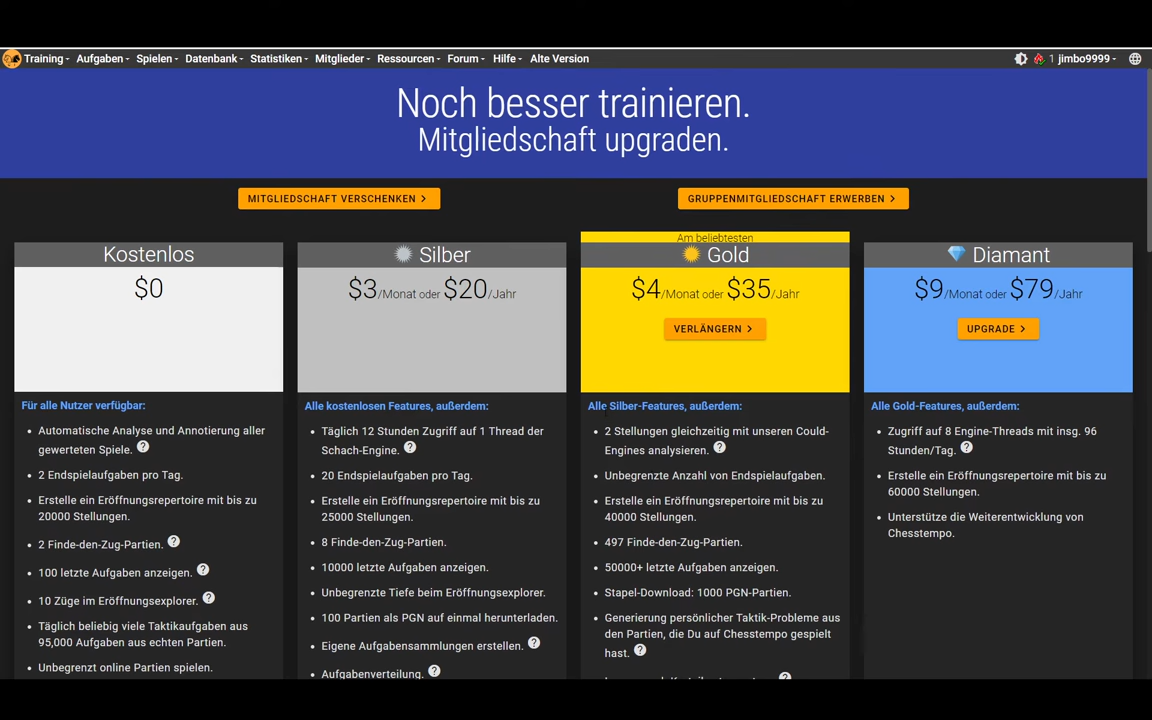 Training Aufgaben Spielen Datenbank Statistiken Mitglieder Ressourcen Forum Hilfe Alte Version 1 jimbo9999
Noch besser trainieren.
Mitgliedschaft upgraden.
MITGLIEDSCHAFT VERSCHENKEN
GRUPPENMITGLIEDSCHAFT ERWERBEN
Kostenlos
$0
Für alle Nutzer verfügbar:
Automatische Analyse und Annotierung aller
gewerteten Spiele. ?
2 Endspielaufgaben pro Tag.
Erstelle ein Eröffnungsrepertoire mit bis zu
20000 Stellungen.
2 Finde-den-Zug-Partien. ?
100 letzte Aufgaben anzeigen. ?
10 Züge im Eröffnungsexplorer. ?
Täglich beliebig viele Taktikaufgaben aus
95,000 Aufgaben aus echten Partien.
Unbegrenzt online Partien spielen.
Silber
$3/Monat oder $20/Jahr
Alle kostenlosen Features, außerdem:
Täglich 12 Stunden Zugriff auf 1 Thread der
Schach-Engine. ?
20 Endspielaufgaben pro Tag.
Erstelle ein Eröffnungsrepertoire mit bis zu
25000 Stellungen.
8 Finde-den-Zug-Partien.
10000 letzte Aufgaben anzeigen.
Unbegrenzte Tiefe beim Eröffnungsexplorer.
100 Partien als PGN auf einmal herunterladen.
Eigene Aufgabensammlungen erstellen. ?
Aufgabenverteilung. ?
Am beliebtesten
Gold
$4/Monat oder $35/Jahr
VERLÄNGERN
Alle Silber-Features, außerdem:
2 Stellungen gleichzeitig mit unseren Could-
Engines analysieren. ?
Unbegrenzte Anzahl von Endspielaufgaben.
Erstelle ein Eröffnungsrepertoire mit bis zu
40000 Stellungen.
497 Finde-den-Zug-Partien.
50000+ letzte Aufgaben anzeigen.
Stapel-Download: 1000 PGN-Partien.
Generierung persönlicher Taktik-Probleme aus
den Partien, die Du auf Chesstempo gespielt
hast. ?
Diamant
$9/Monat oder $79/Jahr
UPGRADE
Alle Gold-Features, außerdem:
Zugriff auf 8 Engine-Threads mit insg. 96
Stunden/Tag. ?
Erstelle ein Eröffnungsrepertoire mit bis zu
60000 Stellungen.
Unterstütze die Weiterentwicklung von
Chesstempo.